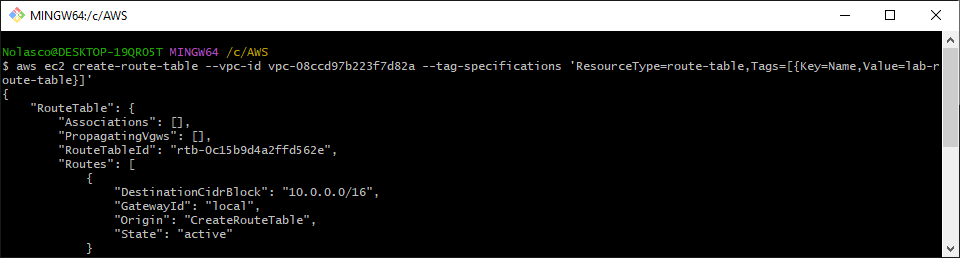 MINGW64:/c/AWS
Nolasco@DESKTOP-19QRO5T MINGW64 /c/AWS
$ aws ec2 create-route-table --vpc-id vpc-08ccd97b223f7d82a --tag-specifications 'ResourceType=route-table,Tags=[{Key=Name,Value=lab-r
oute-table}]'
{
    "RouteTable": {
        "Associations": [],
        "PropagatingVgws": [],
        "RouteTableId": "rtb-0c15b9d4a2ffd562e",
        "Routes": [
            {
                "DestinationCidrBlock": "10.0.0.0/16",
                "GatewayId": "local",
                "Origin": "CreateRouteTable",
                "State": "active"
            }